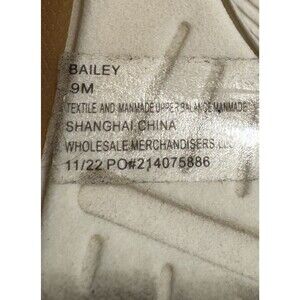 BAILEY
9M
TEXTILE AND MANMADE UPPER BALANCE MANMADE
SHANGHAI, CHINA
WHOLESALE MERCHANDISERS, LLC
11/22 PO#214075886